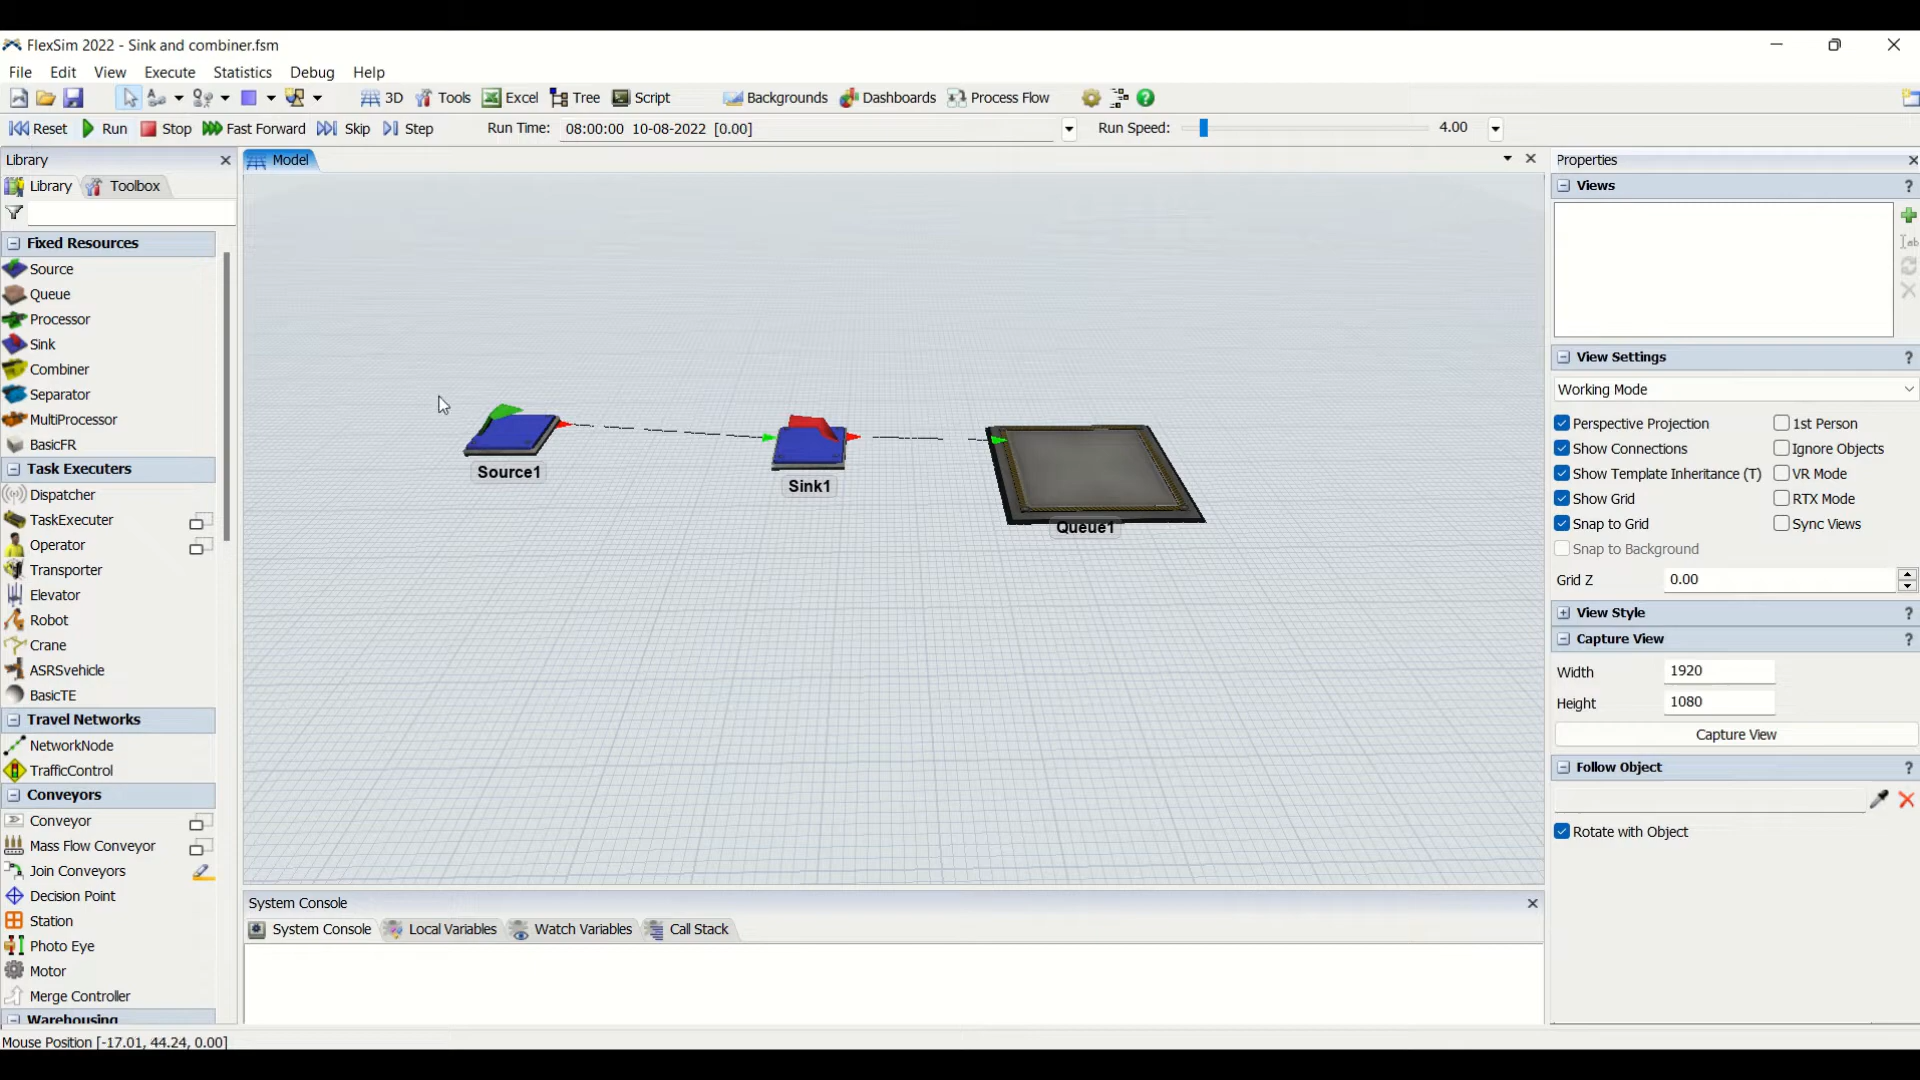 FlexSim 2022 - Sink and combiner.fsm
File Edit View Execute Statistics Debug Help
3D Tools Excel Tree Script Backgrounds Dashboards Process Flow
Reset Run Stop Fast Forward Skip Step Run Time: 08:00:00 10-08-2022 [0.00] Run Speed: 4.00
Library
Library Toolbox
Fixed Resources
Source
Queue
Processor
Sink
Combiner
Separator
MultiProcessor
BasicFR
Task Executers
Dispatcher
TaskExecuter
Operator
Transporter
Elevator
Robot
Crane
ASRSvehicle
BasicTE
Travel Networks
NetworkNode
TrafficControl
Conveyors
Conveyor
Mass Flow Conveyor
Join Conveyors
Decision Point
Station
Photo Eye
Motor
Merge Controller
Warehousing
Mouse Position [-17.01, 44.24, 0.00]
Model
Source1
Sink1
Queue1
System Console
System Console Local Variables Watch Variables Call Stack
Properties
Views
View Settings
Working Mode
Perspective Projection 1st Person
Show Connections Ignore Objects
Show Template Inheritance (T) VR Mode
Show Grid RTX Mode
Snap to Grid Sync Views
Snap to Background
Grid Z 0.00
View Style
Capture View
Width 1920
Height 1080
Capture View
Follow Object
Rotate with Object